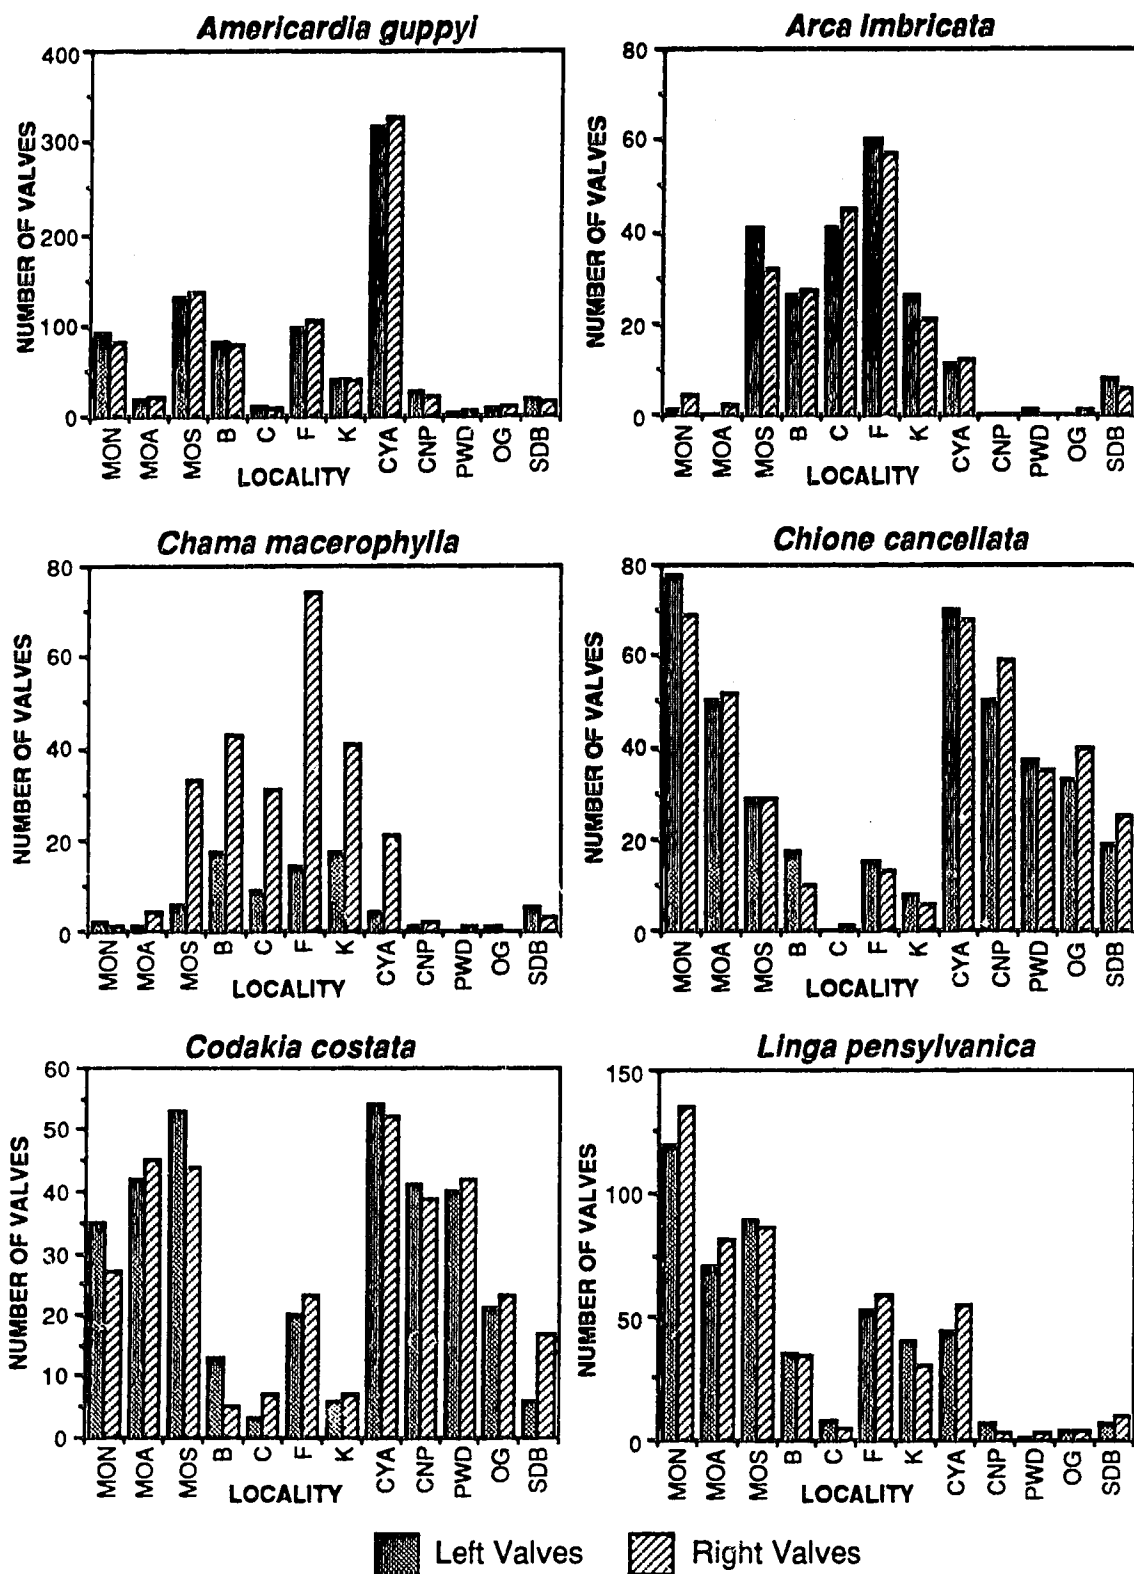 Americardia guppyi
NUMBER OF VALVES
400
300
200
100
0
MON MOA MOS B C F K CYA CNP PWD OG SDB
LOCALITY
Arca Imbricata
NUMBER OF VALVES
80
60
40
20
0
MON MOA MOS B C F K CYA CNP PWD OG SDB
LOCALITY
Chama macerophylla
NUMBER OF VALVES
80
60
40
20
0
MON MOA MOS B C F K CYA CNP PWD OG SDB
LOCALITY
Chione cancellata
NUMBER OF VALVES
80
60
40
20
0
MON MOA MOS B C F K CYA CNP PWD OG SDB
LOCALITY
Codakia costata
NUMBER OF VALVES
60
50
40
30
20
10
0
MON MOA MOS B C F K CYA CNP PWD OG SDB
LOCALITY
Linga pensylvanica
NUMBER OF VALVES
150
100
50
0
MON MOA MOS B C F K CYA CNP PWD OG SDB
LOCALITY
Left Valves Right Valves